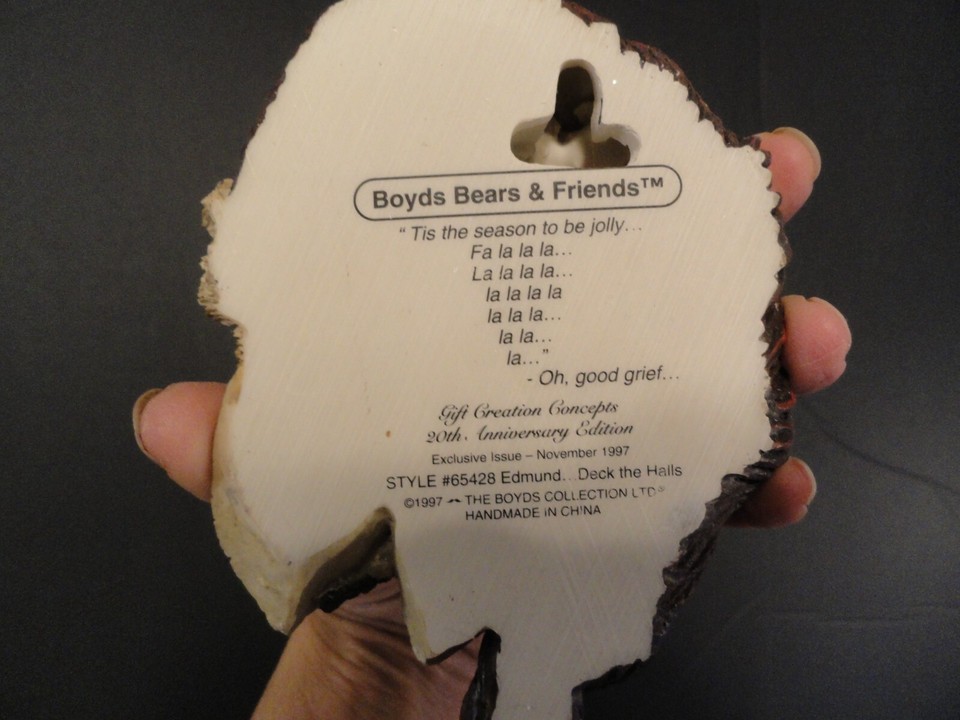 Boyds Bears & Friends™
“ 'Tis the season to be jolly...
Fa la la la...
La la la la...
la la la la
la la la...
la la...
la...”
- Oh, good grief...
Gift Creation Concepts
20th Anniversary Edition
Exclusive Issue – November 1997
STYLE #65428 Edmund...Deck the Halls
©1997 THE BOYDS COLLECTION LTD®
HANDMADE IN CHINA